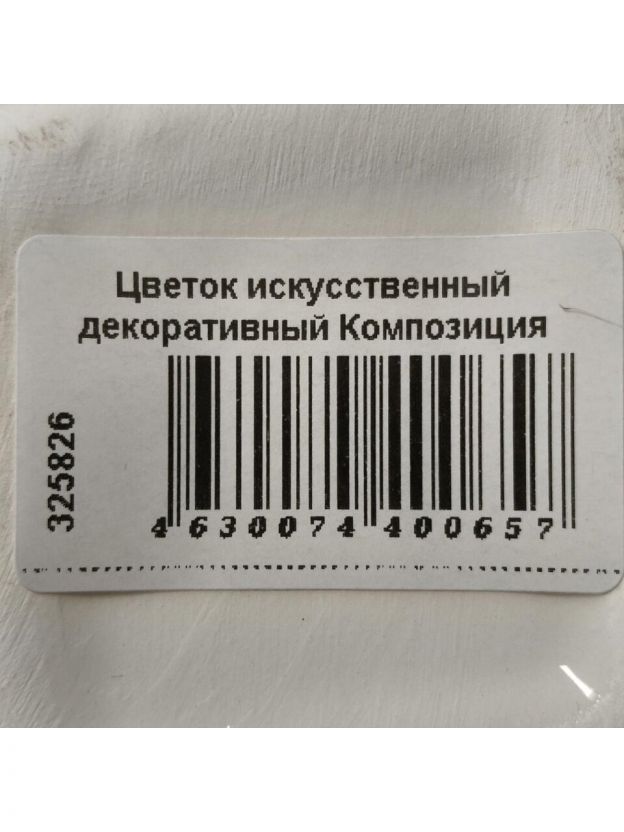 Цветок искусственный
декоративный Композиция
325826
4 630074 400657